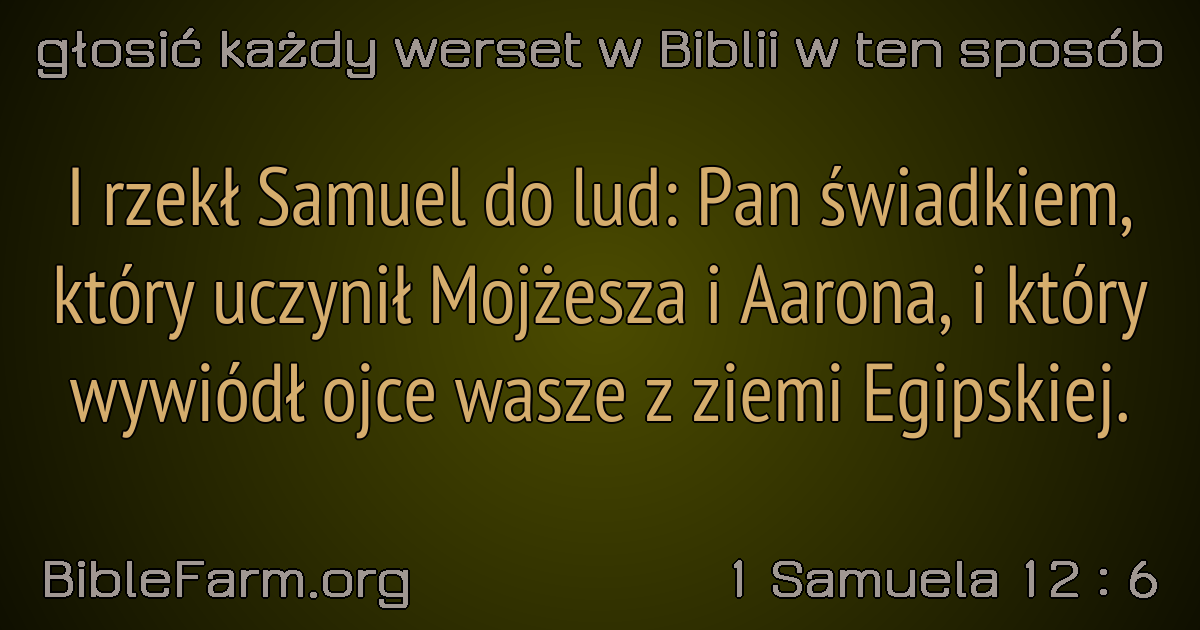 głosić każdy werset w Biblii w ten sposób
I rzekł Samuel do lud: Pan świadkiem,
który uczynił Mojżesza i Aarona, i który
wywiódł ojce wasze z ziemi Egipskiej.
BibleFarm.org
1 Samuela 12 : 6